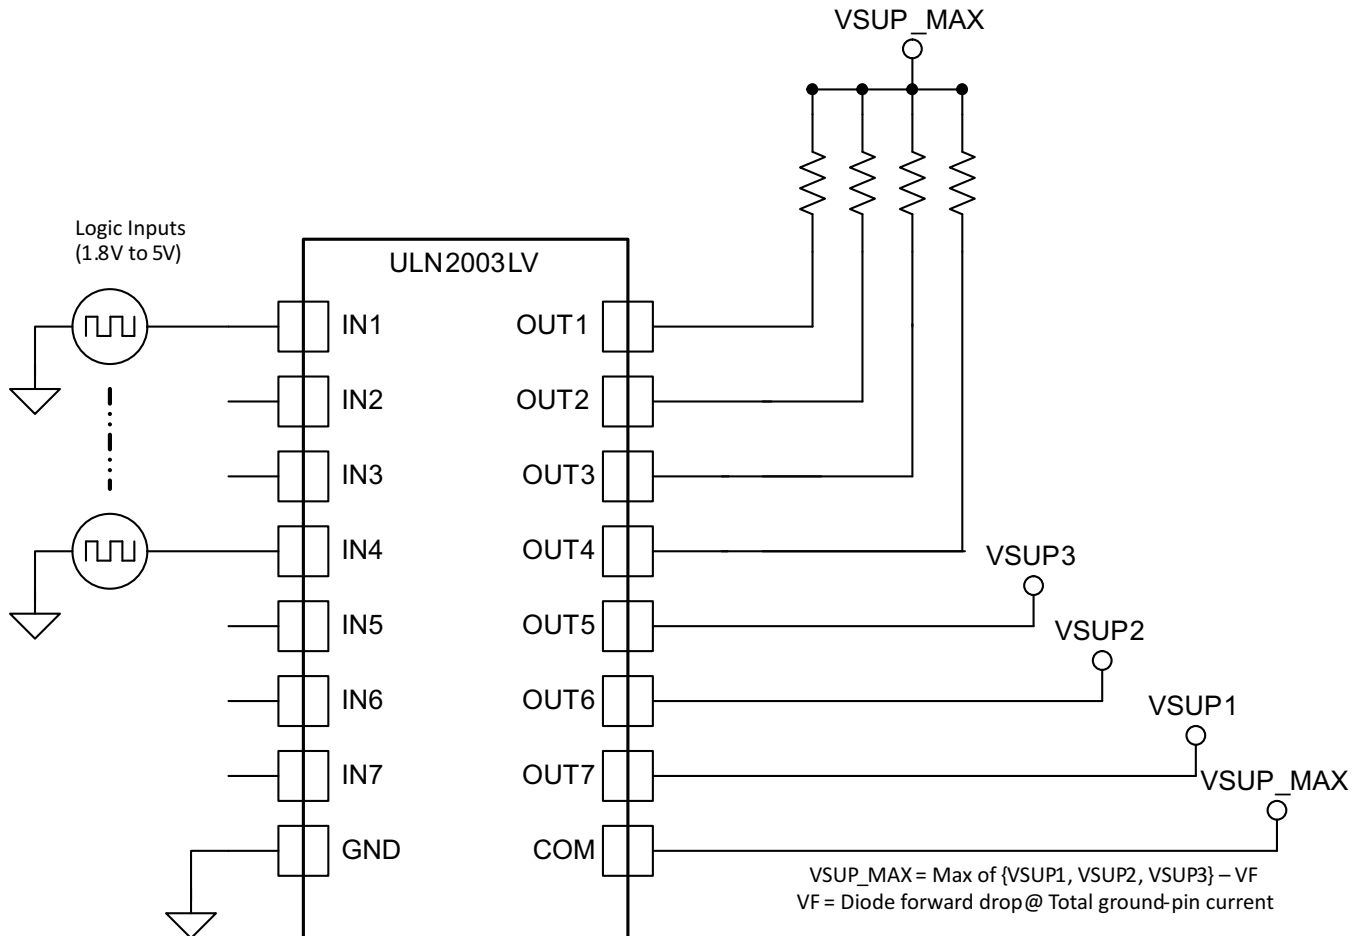 VSUP_MAX
Logic Inputs
(1.8V to 5V)
ULN2003LV
IN1
OUT1
IN2
OUT2
IN3
OUT3
IN4
OUT4
VSUP3
IN5
OUT5
VSUP2
IN6
OUT6
VSUP1
IN7
OUT7
VSUP_MAX
GND
COM
VSUP_MAX = Max of {VSUP1, VSUP2, VSUP3} – VF
VF = Diode forward drop @ Total ground-pin current